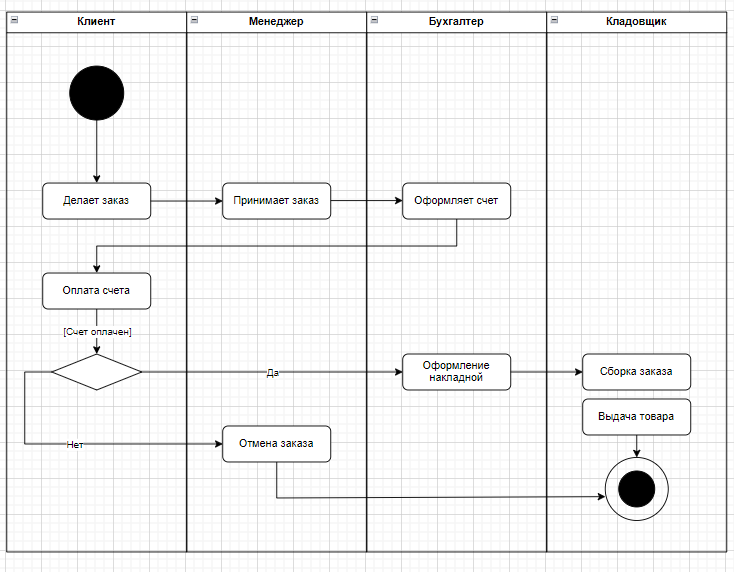 Клиент
Менеджер
Бухгалтер
Кладовщик
Делает заказ
Принимает заказ
Оформляет счет
Оплата счета
[Счет оплачен]
Да
Оформление
накладной
Сборка заказа
Выдача товара
Нет
Отмена заказа